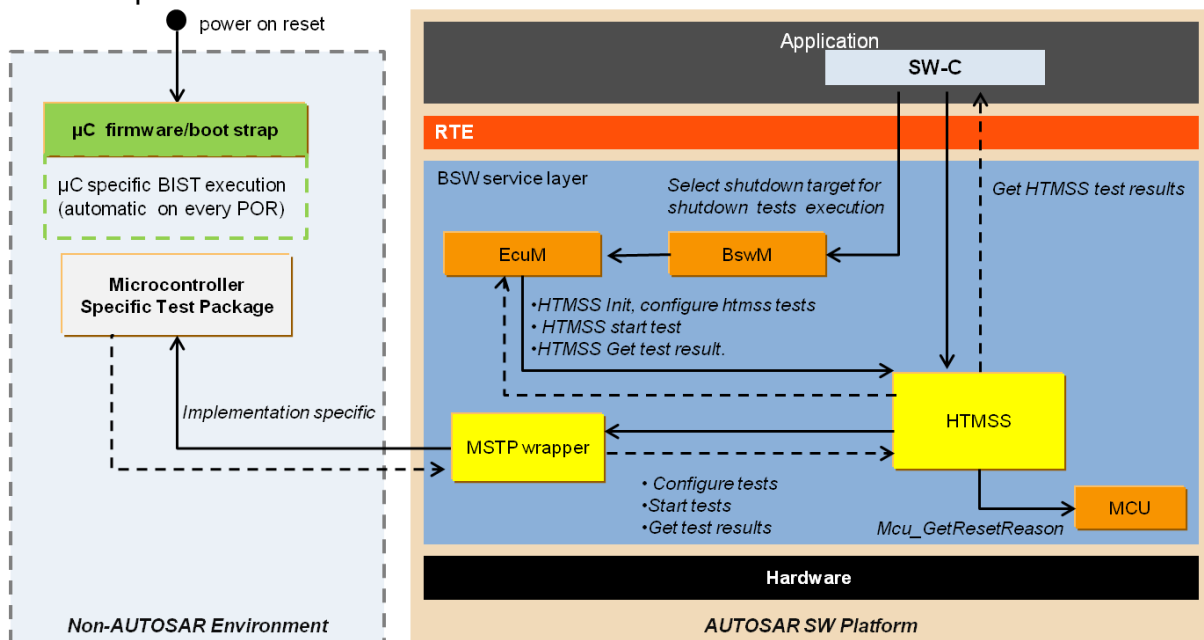 power on reset
µC firmware/boot strap
µC specific BIST execution
(automatic on every POR)
Microcontroller
Specific Test Package
Implementation specific
Non-AUTOSAR Environment
Application
SW-C
RTE
BSW service layer
Select shutdown target for
shutdown tests execution
Get HTMSS test results
EcuM
BswM
•HTMSS Init, configure htmss tests
• HTMSS start test
•HTMSS Get test result.
MSTP wrapper
HTMSS
• Configure tests
•Start tests
•Get test results
Mcu_GetResetReason
MCU
Hardware
AUTOSAR SW Platform